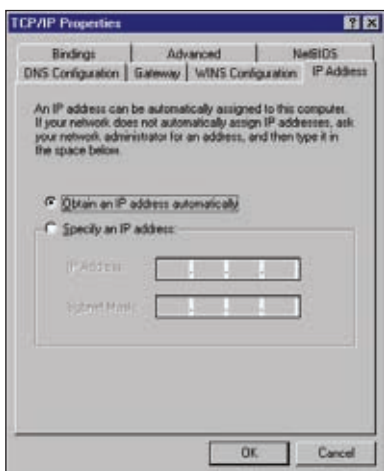 TCP/IP Properties
Bindings
Advanced
NetBIOS
DNS Configuration
Gateway
WINS Configuration
IP Address
An IP address can be automatically assigned to this computer.
If your network does not automatically assign IP addresses, ask
your network administrator for an address, and then type it in
the space below.
Obtain an IP address automatically
Specify an IP address:
IP Address:
Subnet Mask:
OK
Cancel